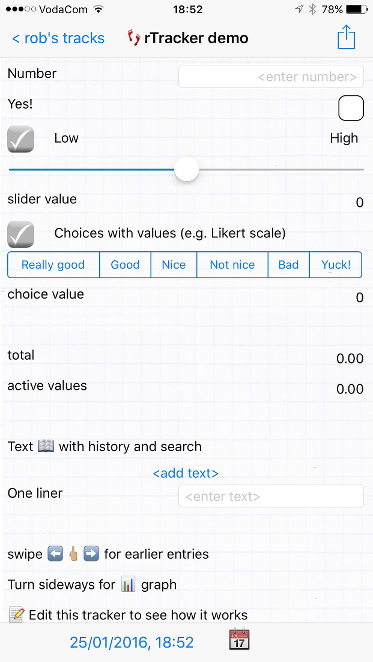 VodaCom 18:52 78%
< rob's tracks 👣 rTracker demo
Number <enter number>
Yes!
Low High
slider value 0
Choices with values (e.g. Likert scale)
Really good Good Nice Not nice Bad Yuck!
choice value 0
total 0.00
active values 0.00
Text 📖 with history and search
<add text>
One liner <enter text>
swipe ⬅️ 👆 ➡️ for earlier entries
Turn sideways for 📊 graph
📝 Edit this tracker to see how it works
25/01/2016, 18:52 17